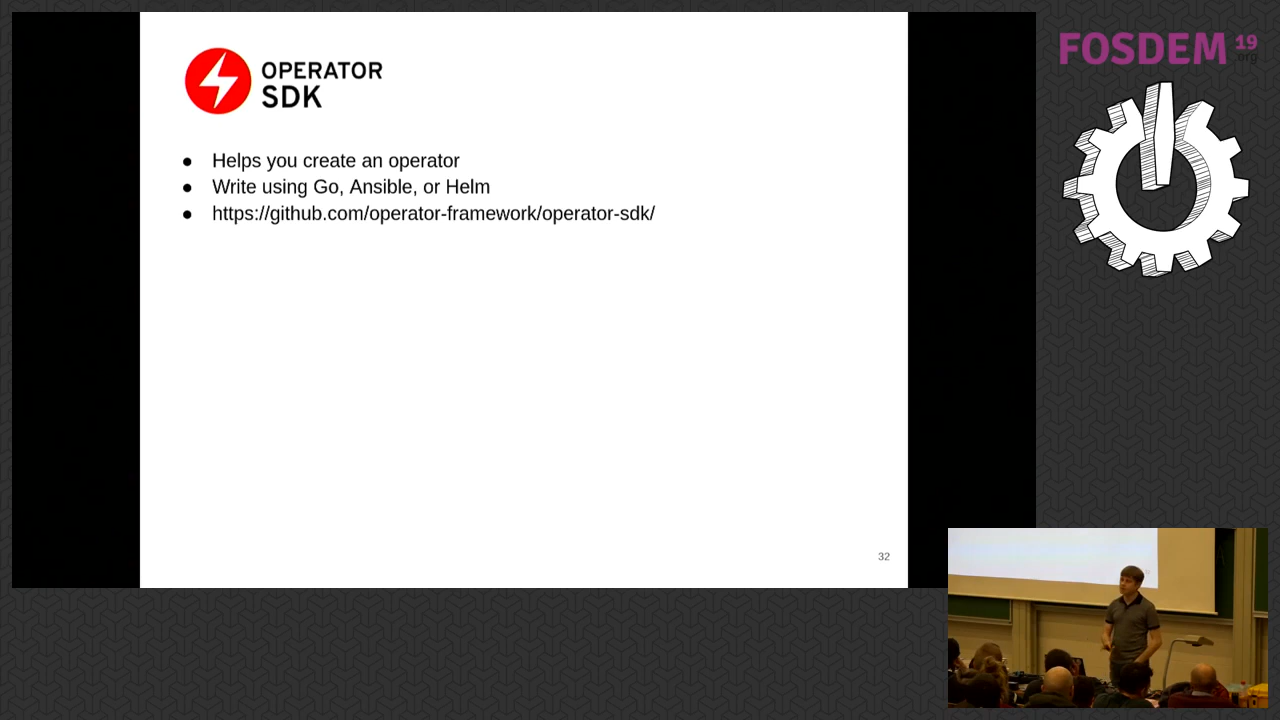 OPERATOR
SDK
● Helps you create an operator
● Write using Go, Ansible, or Helm
● https://github.com/operator-framework/operator-sdk/
32
FOSDEM 19
.org